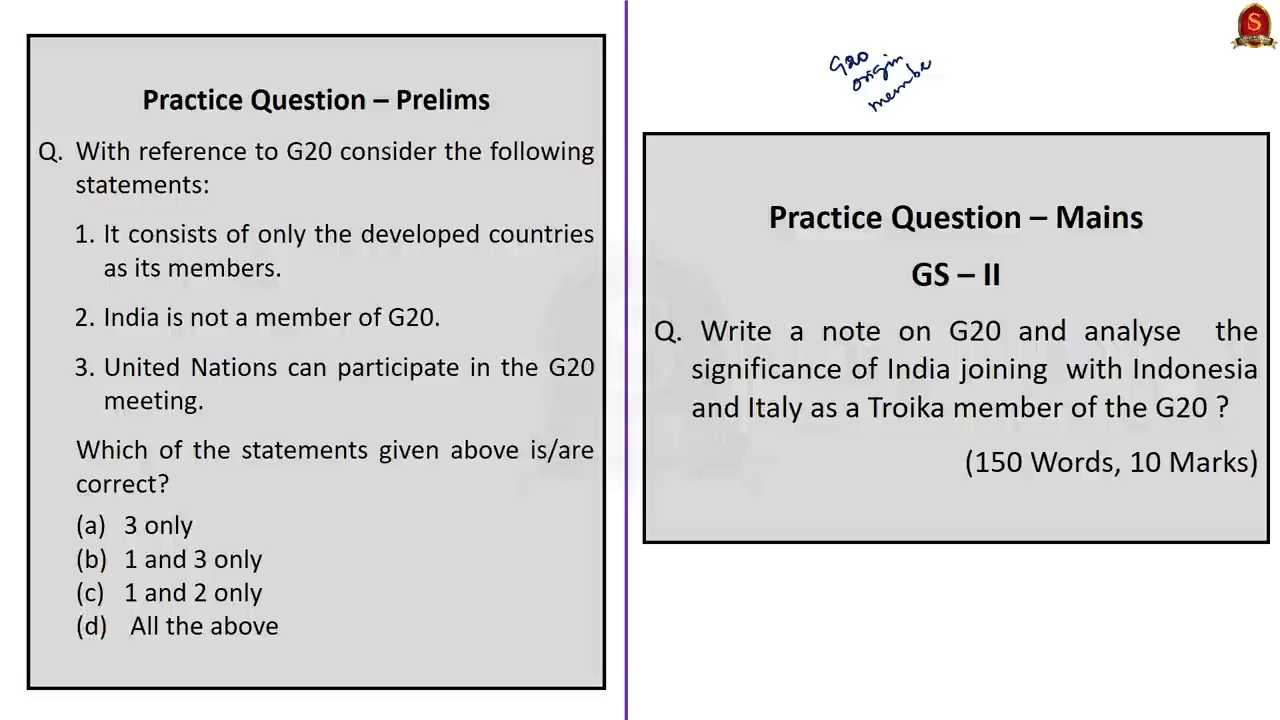 Practice Question – Prelims
Q. With reference to G20 consider the following
statements:
1. It consists of only the developed countries
as its members.
2. India is not a member of G20.
3. United Nations can participate in the G20
meeting.
Which of the statements given above is/are
correct?
(a) 3 only
(b) 1 and 3 only
(c) 1 and 2 only
(d) All the above
G20
origin
membe
Practice Question – Mains
GS – II
Q. Write a note on G20 and analyse the
significance of India joining with Indonesia
and Italy as a Troika member of the G20 ?
(150 Words, 10 Marks)
S